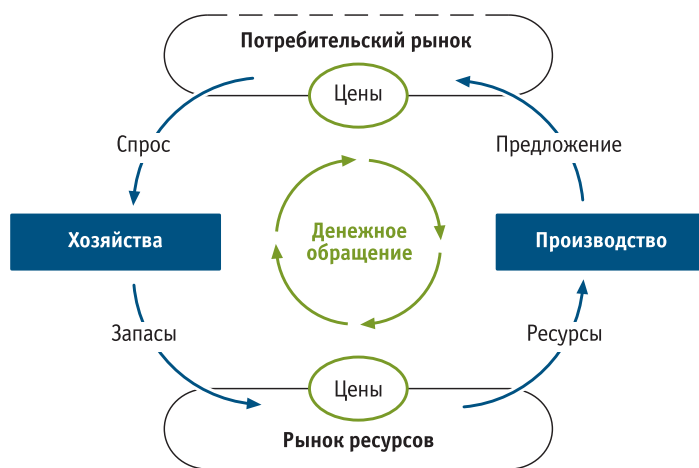 Потребительский рынок
Цены
Спрос
Предложение
Хозяйства
Денежное
обращение
Производство
Запасы
Ресурсы
Цены
Рынок ресурсов